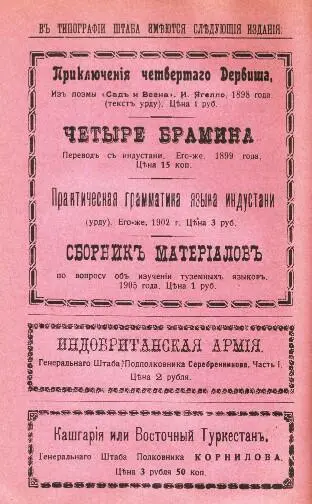 ВЪ ТИПОГРАФІИ ШТАБА ИМѢЮТСЯ СЛѢДУЮЩІЯ ИЗДАНІЯ:
Приключенія четвертаго Дервиша,
Изъ поэмы «Садъ и Весна». И. Ягелло, 1898 года
(текстъ урду). Цѣна 1 руб.
ЧЕТЫРЕ БРАМИНА
Переводъ съ индустани. Его-же, 1899 года.
Цѣна 15 коп.
Практическая грамматика языка индустани
(урду). Его-же, 1902 г. Цѣна 3 руб.
СБОРНИКЪ МАТЕРІАЛОВЪ
по вопросу объ изученіи туземныхъ языковъ.
1905 года. Цѣна 1 руб.
ИНДОБРИТАНСКАЯ АРМІЯ.
Генеральнаго Штаба Подполковника Серебренникова, Часть I.
Цѣна 2 рубля.
Кашгарія или Восточный Туркестанъ.
Генеральнаго Штаба Полковника КОРНИЛОВА.
Цѣна 3 рубля 50 коп.